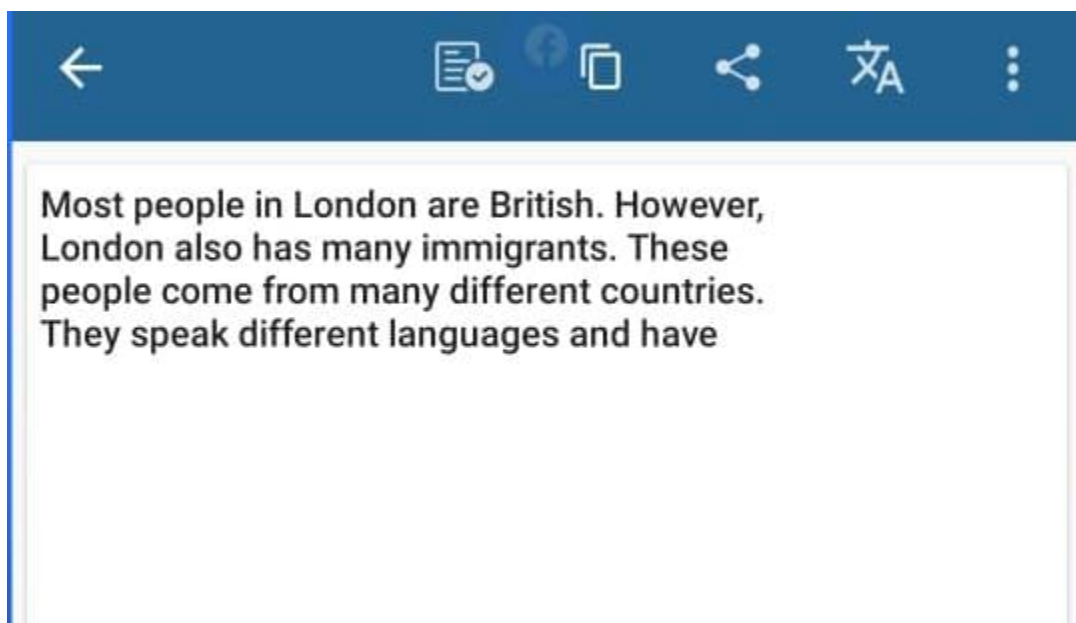 Most people in London are British. However,
London also has many immigrants. These
people come from many different countries.
They speak different languages and have